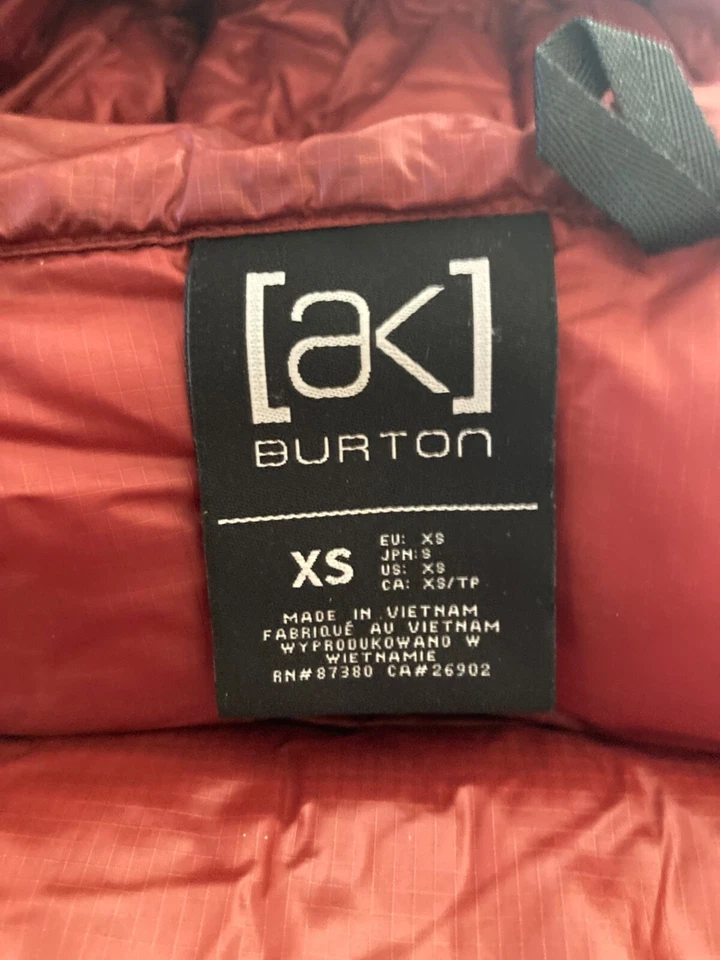 [ak]
BURTON
XS
EU: XS
JPN: S
US: XS
CA: XS/TP
MADE IN VIETNAM
FABRIQUÉ AU VIETNAM
WYPRODUKOWANO W
WIETNAMIE
RN#87380 CA#26902